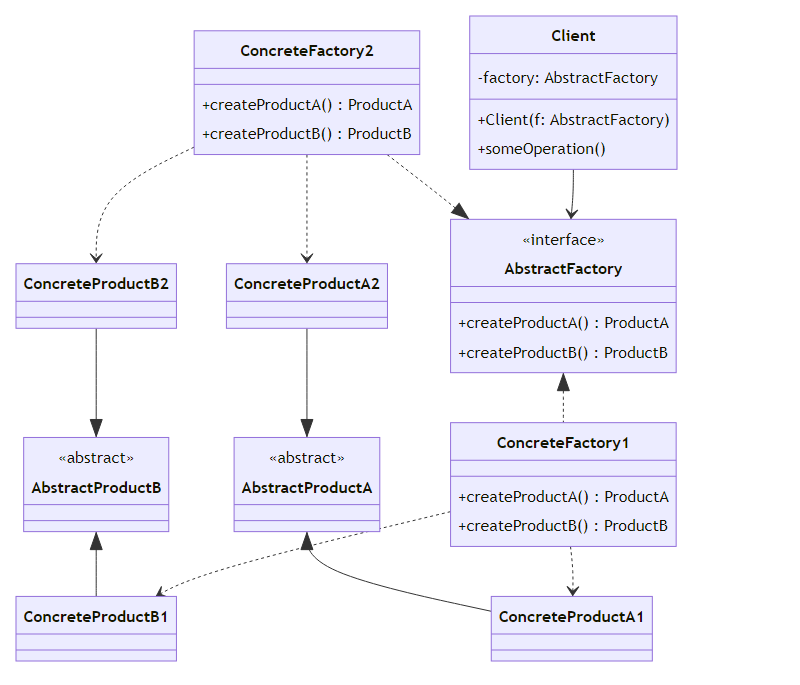 ConcreteFactory2
+createProductA() : ProductA
+createProductB() : ProductB
Client
-factory: AbstractFactory
+Client(f: AbstractFactory)
+someOperation()
«interface»
AbstractFactory
+createProductA() : ProductA
+createProductB() : ProductB
ConcreteProductB2
ConcreteProductA2
«abstract»
AbstractProductB
«abstract»
AbstractProductA
ConcreteFactory1
+createProductA() : ProductA
+createProductB() : ProductB
ConcreteProductB1
ConcreteProductA1